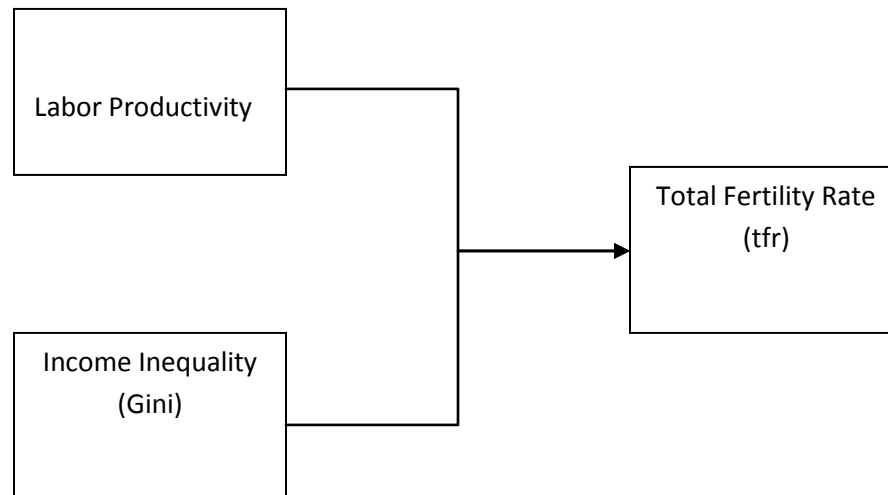 Labor Productivity
Total Fertility Rate
(tfr)
Income Inequality
(Gini)